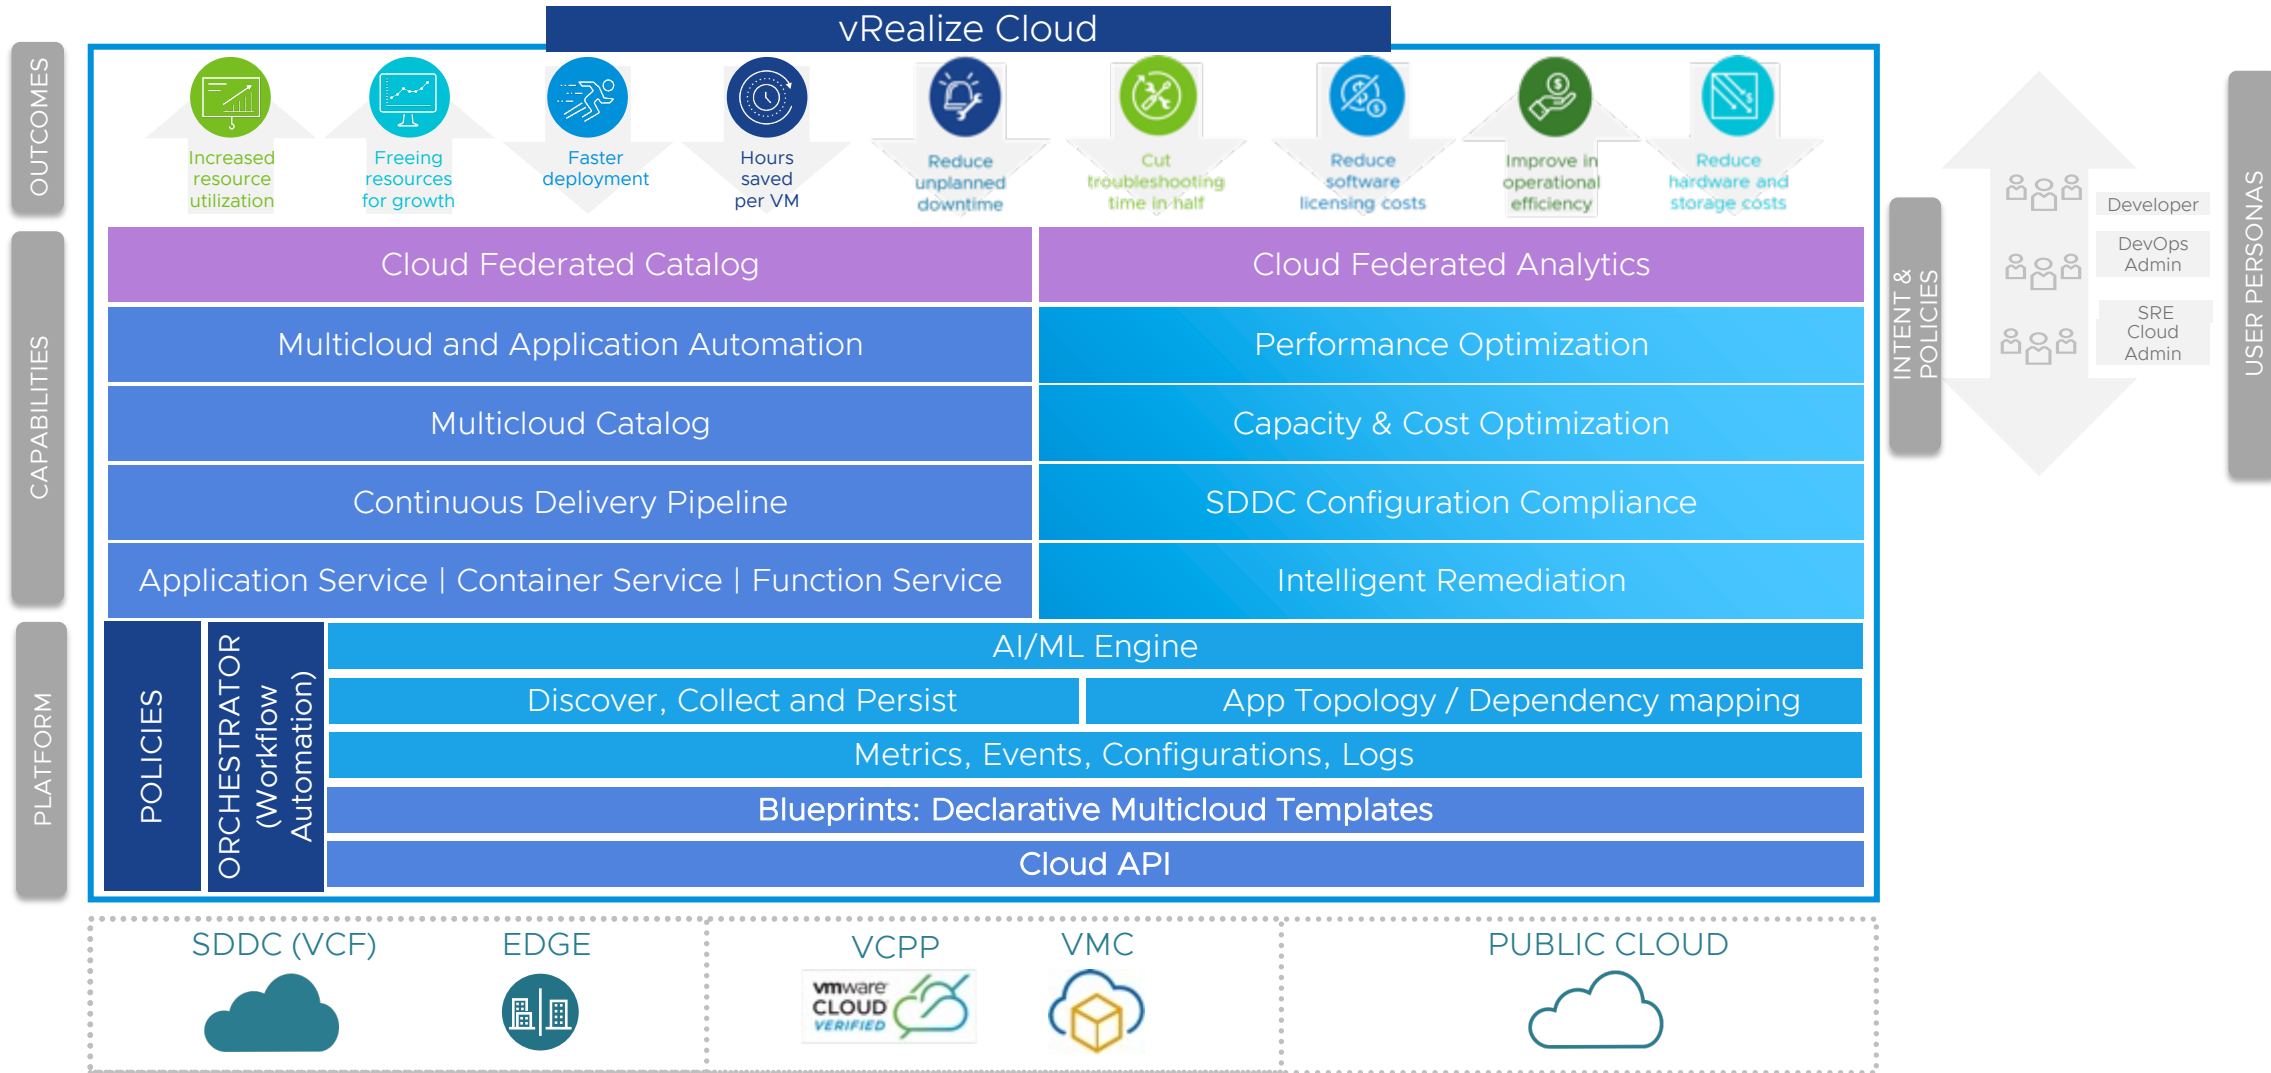 vRealize Cloud
OUTCOMES
Increased
resource
utilization
Freeing
resources
for growth
Faster
deployment
Hours
saved
per VM
Reduce
unplanned
downtime
Cut
troubleshooting
time in half
Reduce
software
licensing costs
Improve in
operational
efficiency
Reduce
hardware and
storage costs
CAPABILITIES
Cloud Federated Catalog
Cloud Federated Analytics
Multicloud and Application Automation
Performance Optimization
Multicloud Catalog
Capacity & Cost Optimization
Continuous Delivery Pipeline
SDDC Configuration Compliance
Application Service | Container Service | Function Service
Intelligent Remediation
INTENT &
POLICIES
Developer
DevOps
Admin
SRE
Cloud
Admin
USER PERSONAS
PLATFORM
POLICIES
ORCHESTRATOR
(Workflow
Automation)
AI/ML Engine
Discover, Collect and Persist
App Topology / Dependency mapping
Metrics, Events, Configurations, Logs
Blueprints: Declarative Multicloud Templates
Cloud API
SDDC (VCF)
EDGE
VCPP
vmware
CLOUD
VERIFIED
VMC
PUBLIC CLOUD